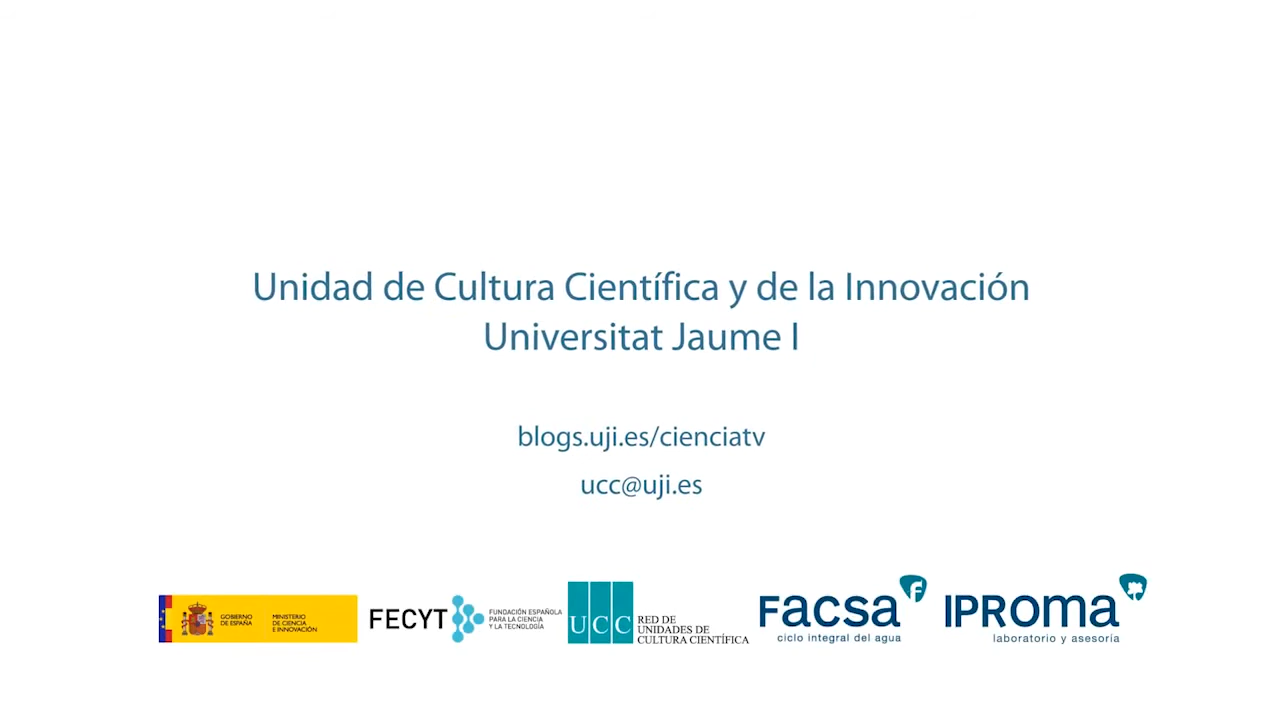 Unidad de Cultura Científica y de la Innovación
Universitat Jaume I
blogs.uji.es/cienciatv
ucc@uji.es
GOBIERNO
DE ESPAÑA
MINISTERIO
DE CIENCIA
E INNOVACIÓN
FECYT
FUNDACIÓN ESPAÑOLA
PARA LA CIENCIA
Y LA TECNOLOGÍA
UCC
RED DE
UNIDADES DE
CULTURA CIENTÍFICA
FACSA
f
ciclo integral del agua
IPROMA
laboratorio y asesoría